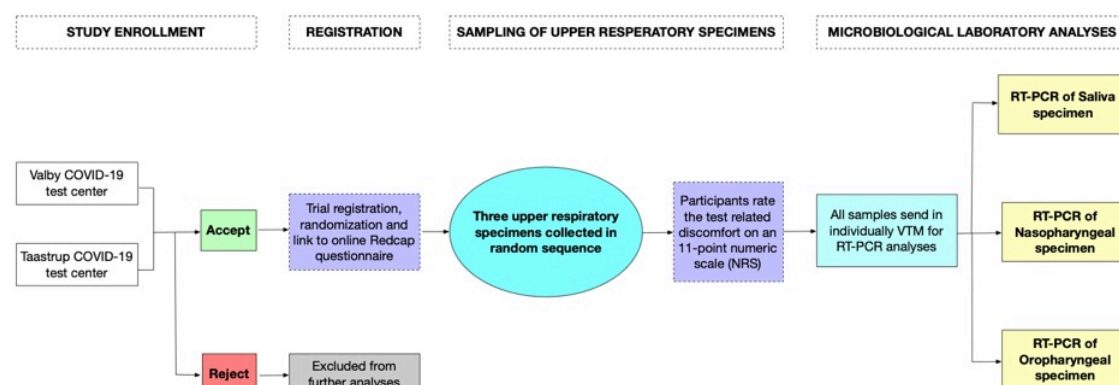 STUDY ENROLLMENT
REGISTRATION
SAMPLING OF UPPER RESPERATORY SPECIMENS
MICROBIOLOGICAL LABORATORY ANALYSES
Valby COVID-19
test center
Taastrup COVID-19
test center
Accept
Reject
Trial registration,
randomization and
link to online Redcap
questionnaire
Excluded from
further analyses
Three upper respiratory
specimens collected in
random sequence
Participants rate
the test related
discomfort on an
11-point numeric
scale (NRS)
All samples send in
individually VTM for
RT-PCR analyses
RT-PCR of Saliva
specimen
RT-PCR of
Nasopharyngeal
specimen
RT-PCR of
Oropharyngeal
specimen